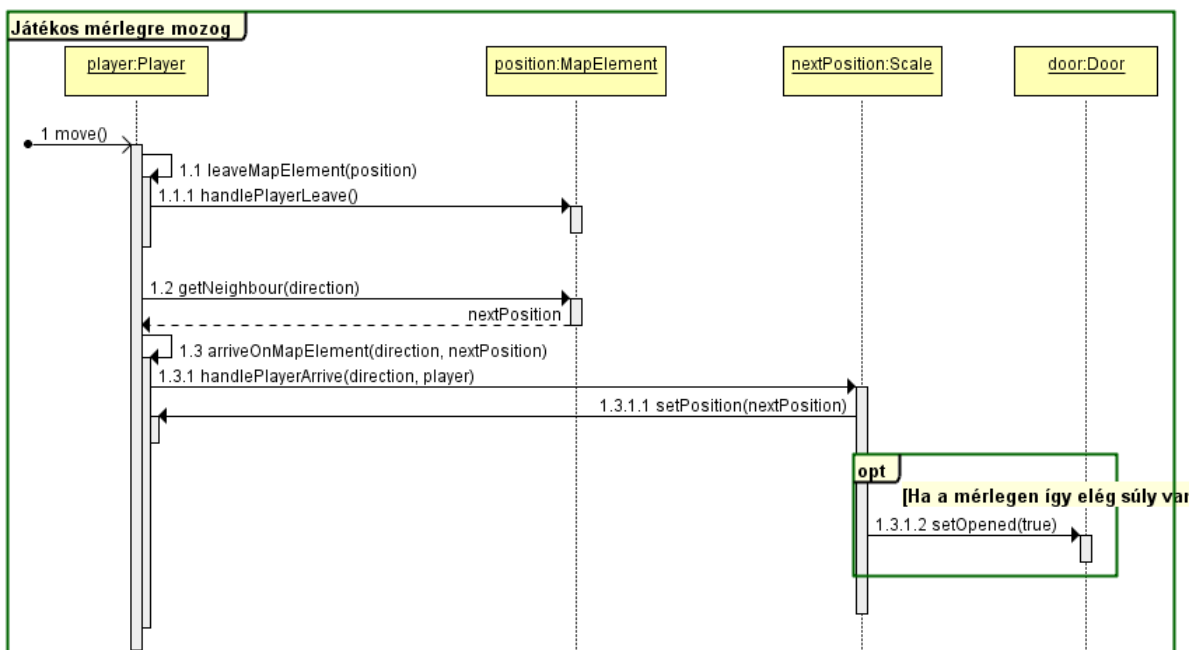 Játékos mérlegre mozog
player:Player
position:MapElement
nextPosition:Scale
door:Door
1 move()
1.1 leaveMapElement(position)
1.1.1 handlePlayerLeave()
1.2 getNeighbour(direction)
nextPosition
1.3 arriveOnMapElement(direction, nextPosition)
1.3.1 handlePlayerArrive(direction, player)
1.3.1.1 setPosition(nextPosition)
opt
[Ha a mérlegen így elég súly van
1.3.1.2 setOpened(true)